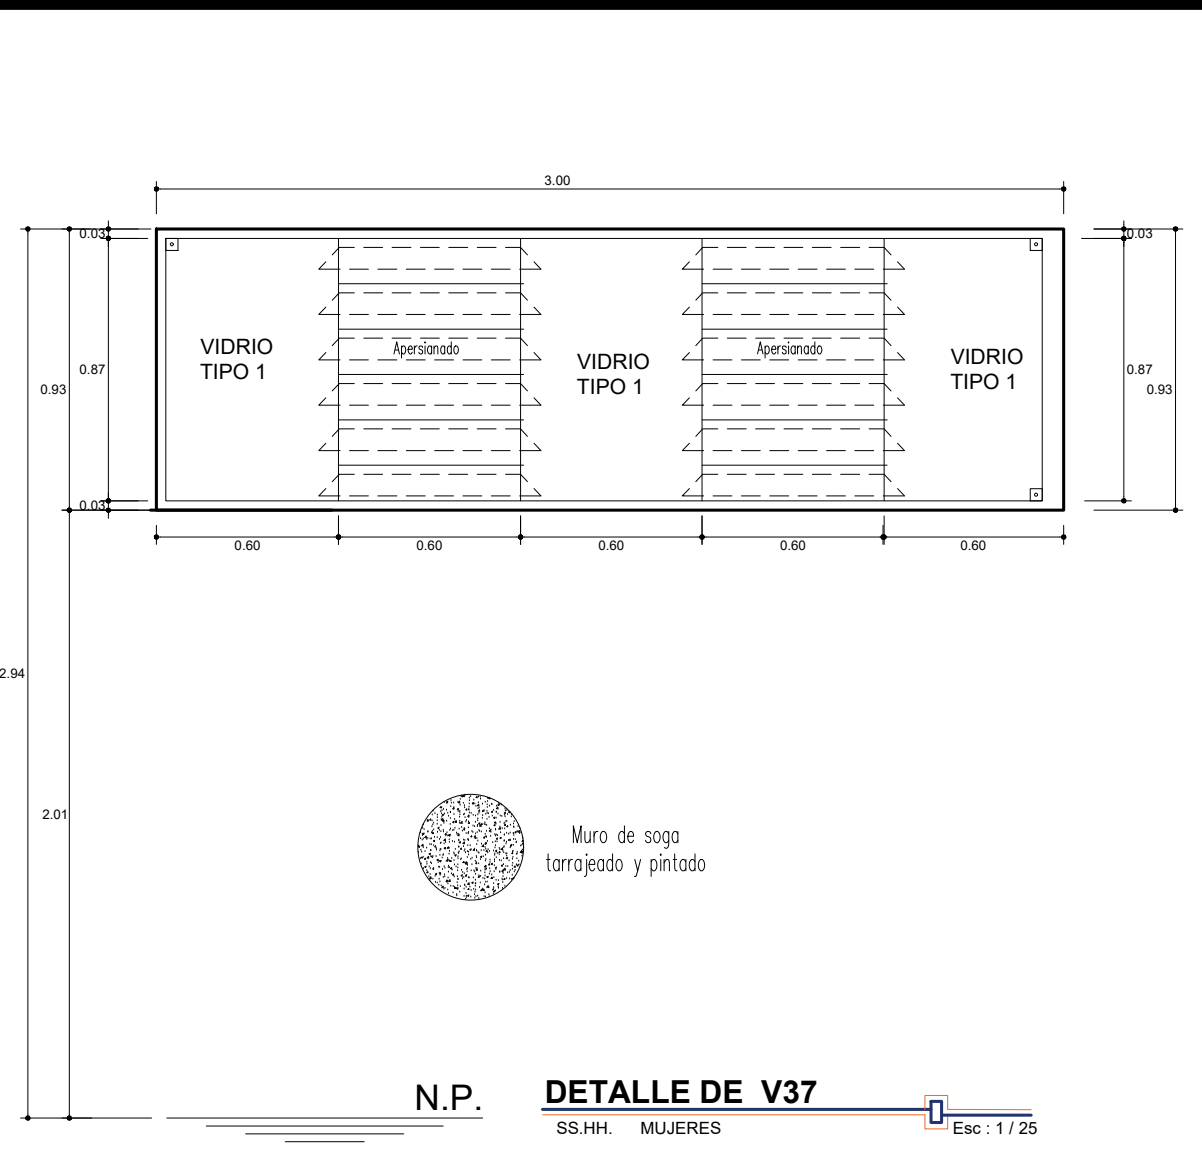 3.00
0.03
0.03
0.87
0.93
0.03
VIDRIO
TIPO 1
Apersianado
VIDRIO
TIPO 1
Apersianado
VIDRIO
TIPO 1
0.87
0.93
0.60
0.60
0.60
0.60
0.60
2.94
2.01
Muro de soga
tarrajeado y pintado
N.P.
DETALLE DE V37
SS.HH. MUJERES
Esc : 1 / 25